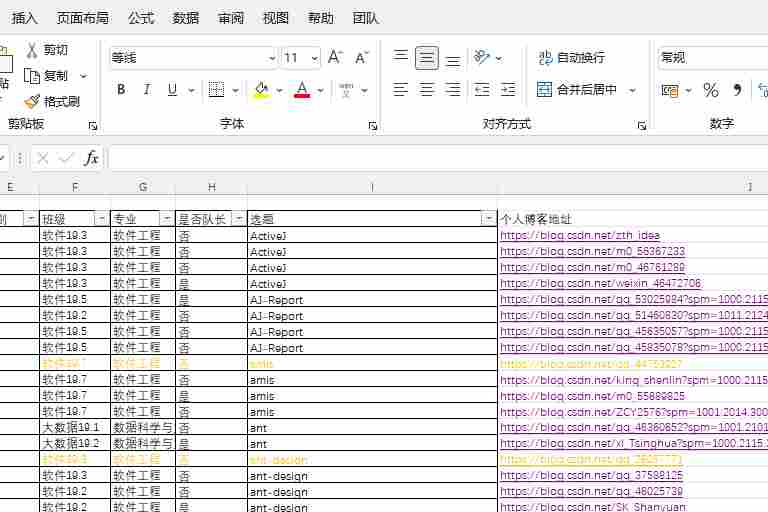 插入 页面布局 公式 数据 审阅 视图 帮助 团队
剪切
贴
复制
格式刷
等线 11
B I U A
自动换行
合并后居中
常规
%
剪贴板 字体 对齐方式 数字
fx
E F G H I J
别 班级 专业 是否队长 选题 个人博客地址
软件19.3 软件工程 否 ActiveJ https://blog.csdn.net/zth_idea
软件19.3 软件工程 否 ActiveJ https://blog.csdn.net/m0_56367233
软件19.3 软件工程 否 ActiveJ https://blog.csdn.net/m0_46761289
软件19.3 软件工程 是 ActiveJ https://blog.csdn.net/weixin_46472706
软件19.5 软件工程 是 AJ-Report https://blog.csdn.net/qq_53025984?spm=1000.2115
软件19.2 软件工程 否 AJ-Report https://blog.csdn.net/qq_51460830?spm=1011.2124
软件19.5 软件工程 否 AJ-Report https://blog.csdn.net/qq_45635057?spm=1000.2115
软件19.5 软件工程 否 AJ-Report https://blog.csdn.net/qq_45835078?spm=1000.2115
软件19.7 软件工程 否 amis
软件19.7 软件工程 否 amis https://blog.csdn.net/king_shenlin?spm=1000.2115
软件19.7 软件工程 是 amis https://blog.csdn.net/m0_55689825
软件19.7 软件工程 否 amis https://blog.csdn.net/ZCY2576?spm=1001.2014.300
大数据19.1 数据科学与 否 ant https://blog.csdn.net/qq_46360852?spm=1001.2101
大数据19.2 数据科学与 是 ant https://blog.csdn.net/xl_Tsinghua?spm=1000.2115.
软件19.3 软件工程 否 ant-design
软件19.3 软件工程 否 ant-design https://blog.csdn.net/qq_37588125
软件19.2 软件工程 否 ant-design https://blog.csdn.net/qq_46025739
软件19.2 软件工程 是 ant-design https://blog.csdn.net/SK_Shanyuan